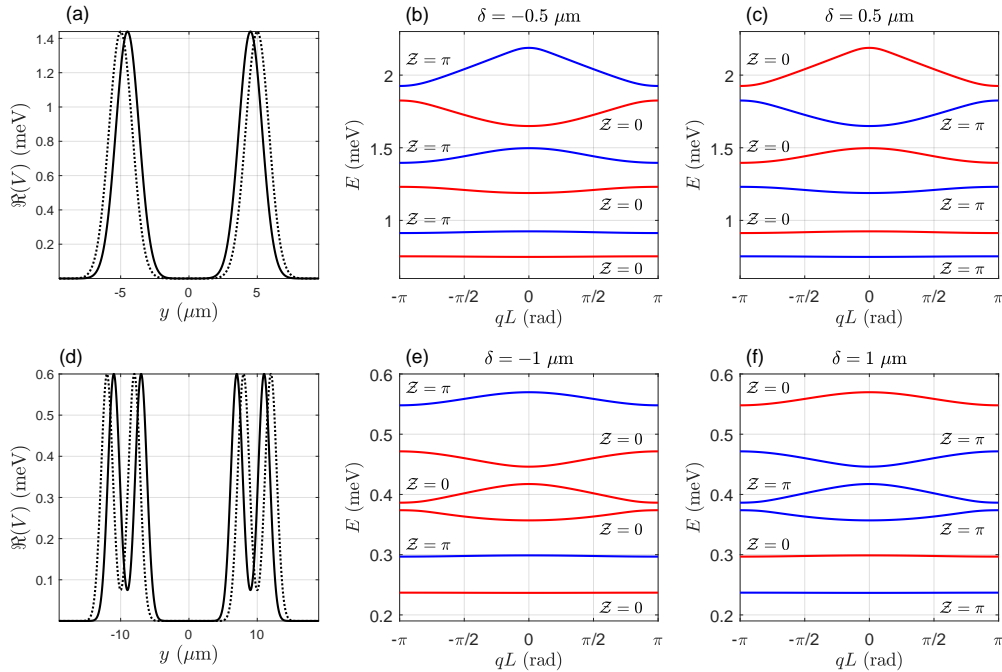 (a)
1.4
1.2
1
0.8
0.6
0.4
0.2
-5
0
5
ℜ(V) (meV)
y (μm)
(b)
δ = −0.5 μm
2
1.5
1
E (meV)
𝒵 = π
𝒵 = 0
𝒵 = π
𝒵 = 0
𝒵 = π
𝒵 = 0
-π
-π/2
0
π/2
π
qL (rad)
(c)
δ = 0.5 μm
2
1.5
1
E (meV)
𝒵 = 0
𝒵 = π
𝒵 = 0
𝒵 = π
𝒵 = 0
𝒵 = π
-π
-π/2
0
π/2
π
qL (rad)
(d)
0.6
0.5
0.4
0.3
0.2
0.1
-10
0
10
ℜ(V) (meV)
y (μm)
(e)
δ = −1 μm
0.6
0.5
0.4
0.3
0.2
E (meV)
𝒵 = π
𝒵 = 0
𝒵 = 0
𝒵 = 0
𝒵 = π
𝒵 = 0
-π
-π/2
0
π/2
π
qL (rad)
(f)
δ = 1 μm
0.6
0.5
0.4
0.3
0.2
E (meV)
𝒵 = 0
𝒵 = π
𝒵 = π
𝒵 = π
𝒵 = 0
𝒵 = π
-π
-π/2
0
π/2
π
qL (rad)